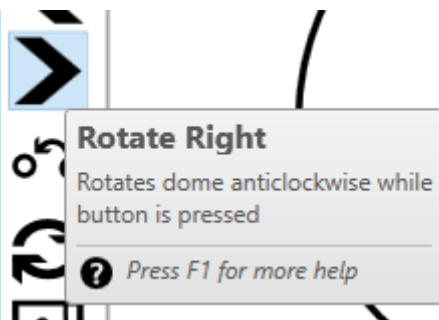 Rotate Right
Rotates dome anticlockwise while
button is pressed
Press F1 for more help